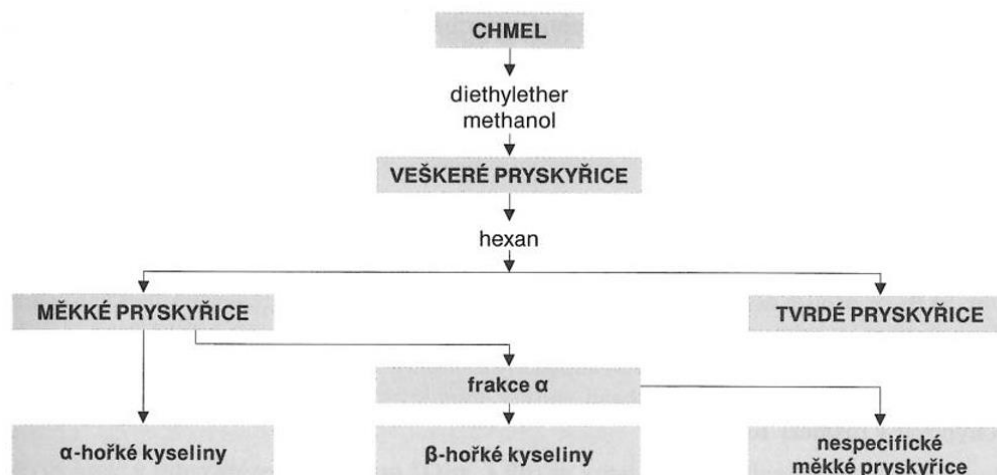 CHMEL
diethylether
methanol
VEŠKERÉ PRYSKYŘICE
hexan
MĚKKÉ PRYSKYŘICE
TVRDÉ PRYSKYŘICE
frakce α
α-hořké kyseliny
β-hořké kyseliny
nespecifické
měkké pryskyřice